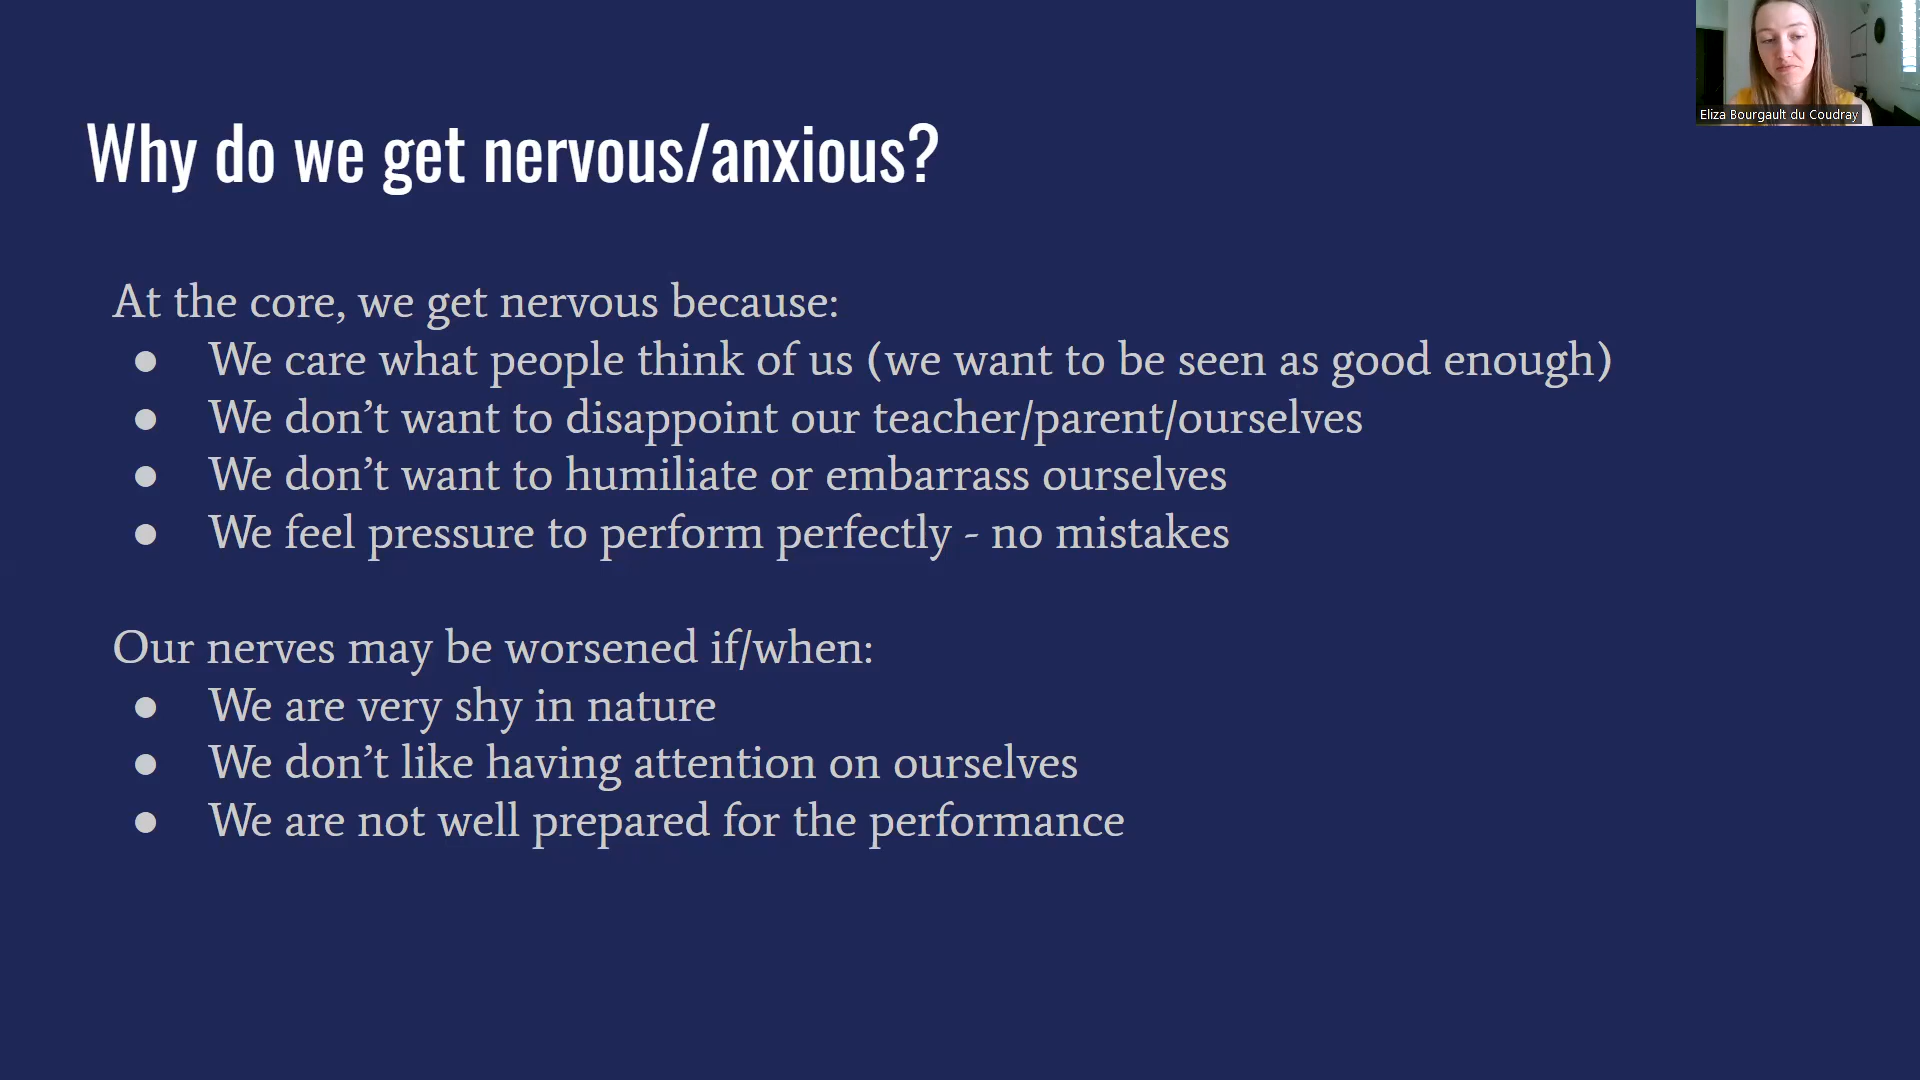 Why do we get nervous/anxious?
At the core, we get nervous because:
● We care what people think of us (we want to be seen as good enough)
● We don’t want to disappoint our teacher/parent/ourselves
● We don’t want to humiliate or embarrass ourselves
● We feel pressure to perform perfectly - no mistakes
Our nerves may be worsened if/when:
● We are very shy in nature
● We don’t like having attention on ourselves
● We are not well prepared for the performance
Eliza Bourgault du Coudray